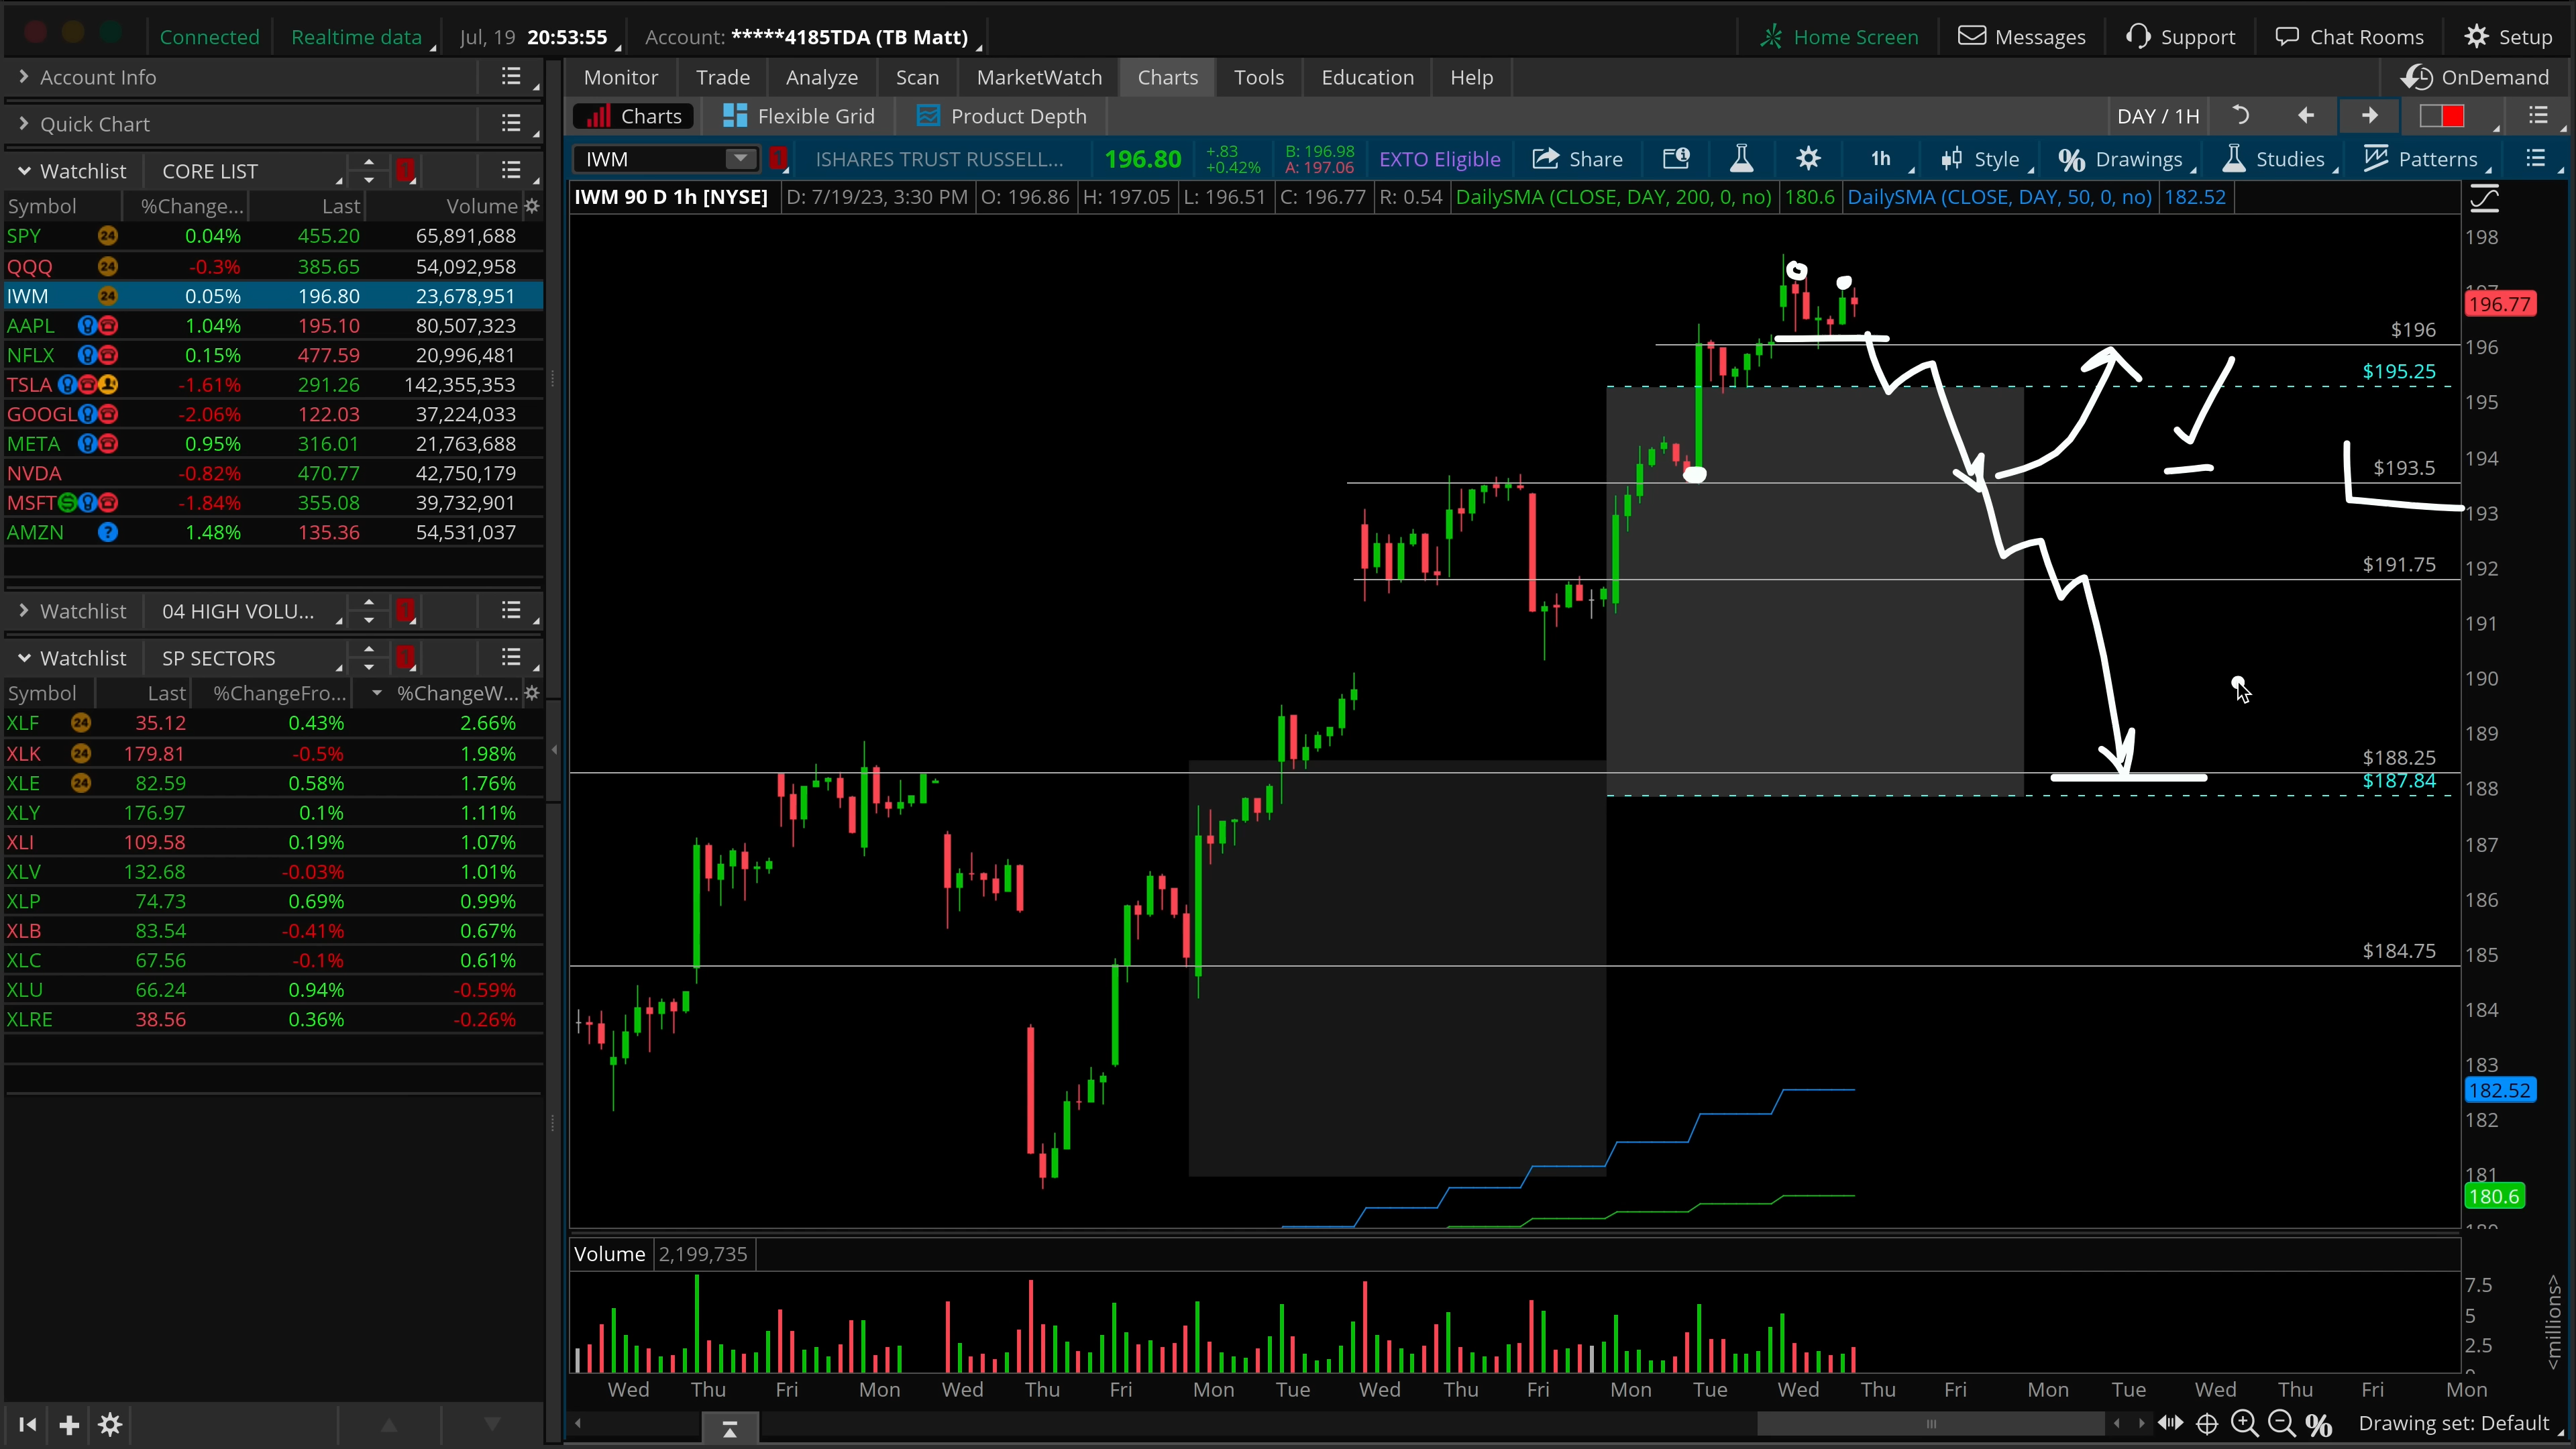 Connected Realtime data Jul, 19 20:53:55 Account: *****4185TDA (TB Matt) Home Screen Messages Support Chat Rooms Setup
Account Info
Quick Chart
Watchlist CORE LIST
Symbol %Change... Last Volume
SPY 24 0.04% 455.20 65,891,688
QQQ 24 -0.3% 385.65 54,092,958
IWM 24 0.05% 196.80 23,678,951
AAPL 1.04% 195.10 80,507,323
NFLX 0.15% 477.59 20,996,481
TSLA -1.61% 291.26 142,355,353
GOOGL -2.06% 122.03 37,224,033
META 0.95% 316.01 21,763,688
NVDA -0.82% 470.77 42,750,179
MSFT -1.84% 355.08 39,732,901
AMZN ? 1.48% 135.36 54,531,037
Watchlist 04 HIGH VOLU...
Watchlist SP SECTORS
Symbol Last %ChangeFro... %ChangeW...
XLF 24 35.12 0.43% 2.66%
XLK 24 179.81 -0.5% 1.98%
XLE 24 82.59 0.58% 1.76%
XLY 176.97 0.1% 1.11%
XLI 109.58 0.19% 1.07%
XLV 132.68 -0.03% 1.01%
XLP 74.73 0.69% 0.99%
XLB 83.54 -0.41% 0.67%
XLC 67.56 -0.1% 0.61%
XLU 66.24 0.94% -0.59%
XLRE 38.56 0.36% -0.26%
Monitor Trade Analyze Scan MarketWatch Charts Tools Education Help OnDemand
Charts Flexible Grid Product Depth DAY / 1H
IWM ISHARES TRUST RUSSELL... 196.80 +.83 +0.42% B: 196.98 A: 197.06 EXTO Eligible Share 1h Style Drawings Studies Patterns
IWM 90 D 1h [NYSE] D: 7/19/23, 3:30 PM O: 196.86 H: 197.05 L: 196.51 C: 196.77 R: 0.54 DailySMA (CLOSE, DAY, 200, 0, no) 180.6 DailySMA (CLOSE, DAY, 50, 0, no) 182.52
198
196.77
$196
196
$195.25
195
194
$193.5
193
$191.75
192
191
190
189
$188.25
$187.84
188
187
186
$184.75
185
184
183
182.52
182
181
180.6
Volume 2,199,735
7.5
5
2.5
<millions>
Wed Thu Fri Mon Wed Thu Fri Mon Tue Wed Thu Fri Mon Tue Wed Thu Fri Mon Tue Wed Thu Fri Mon
Drawing set: Default